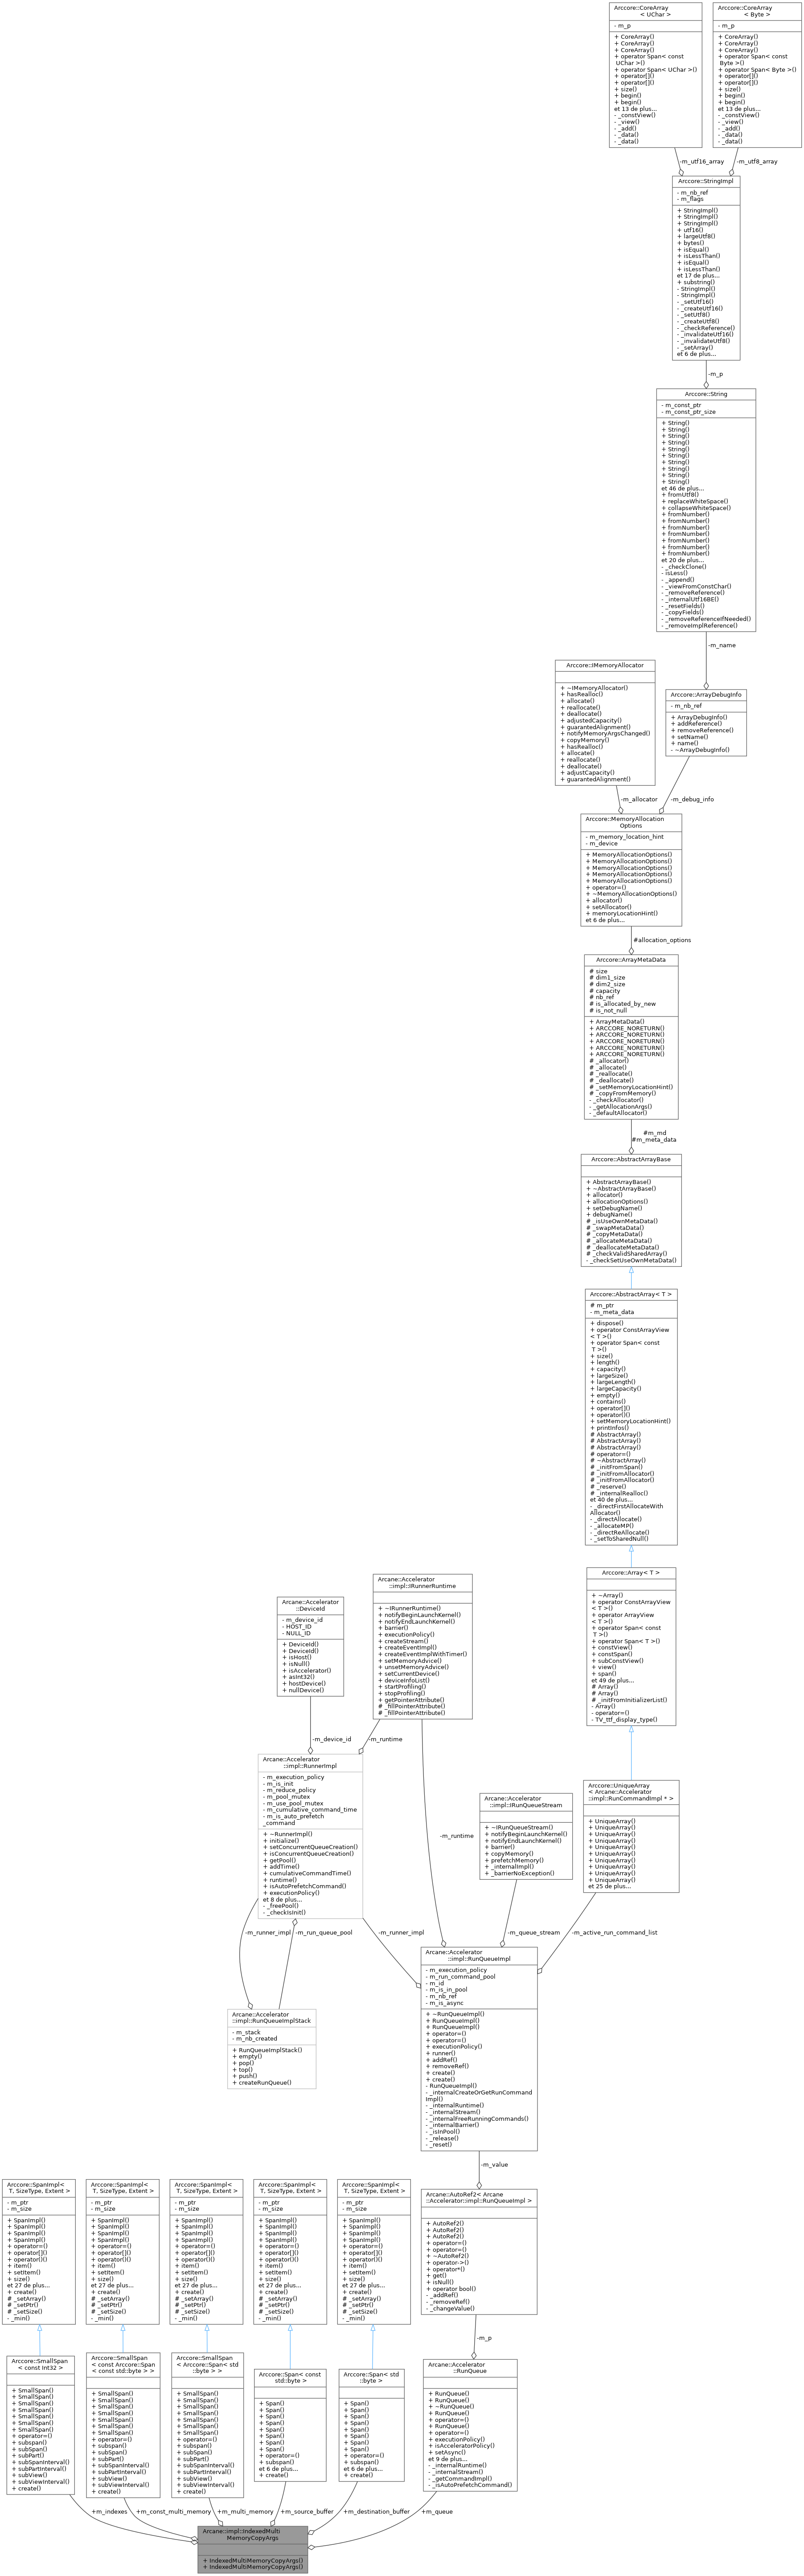 Arccore::CoreArray
< UChar >
- m_p
+ CoreArray()
+ CoreArray()
+ CoreArray()
+ operator Span< const
 UChar >()
+ operator Span< UChar >()
+ operator[]()
+ operator[]()
+ size()
+ begin()
+ begin()
et 13 de plus...
- _constView()
- _view()
- _add()
- _data()
- _data()
Arccore::CoreArray
< Byte >
- m_p
+ CoreArray()
+ CoreArray()
+ CoreArray()
+ operator Span< const
 Byte >()
+ operator Span< Byte >()
+ operator[]()
+ operator[]()
+ size()
+ begin()
+ begin()
et 13 de plus...
- _constView()
- _view()
- _add()
- _data()
- _data()
-m_utf16_array
-m_utf8_array
Arccore::StringImpl
- m_nb_ref
- m_flags
+ StringImpl()
+ StringImpl()
+ StringImpl()
+ utf16()
+ largeUtf8()
+ bytes()
+ isEqual()
+ isLessThan()
+ isEqual()
+ isLessThan()
et 17 de plus...
+ substring()
- StringImpl()
- StringImpl()
- _setUtf16()
- _createUtf16()
- _setUtf8()
- _createUtf8()
- _checkReference()
- _invalidateUtf16()
- _invalidateUtf8()
- _setArray()
et 6 de plus...
-m_p
Arccore::String
- m_const_ptr
- m_const_ptr_size
+ String()
+ String()
+ String()
+ String()
+ String()
+ String()
+ String()
+ String()
+ String()
+ String()
et 46 de plus...
+ fromUtf8()
+ replaceWhiteSpace()
+ collapseWhiteSpace()
+ fromNumber()
+ fromNumber()
+ fromNumber()
+ fromNumber()
+ fromNumber()
+ fromNumber()
+ fromNumber()
et 20 de plus...
- _checkClone()
- isLess()
- _append()
- _viewFromConstChar()
- _removeReference()
- _internalUtf16BE()
- _resetFields()
- _copyFields()
- _removeReferenceIfNeeded()
- _removeImplReference()
-m_name
Arccore::IMemoryAllocator
+ ~IMemoryAllocator()
+ hasRealloc()
+ allocate()
+ reallocate()
+ deallocate()
+ adjustedCapacity()
+ guarantedAlignment()
+ notifyMemoryArgsChanged()
+ copyMemory()
+ hasRealloc()
+ allocate()
+ reallocate()
+ deallocate()
+ adjustCapacity()
+ guarantedAlignment()
Arccore::ArrayDebugInfo
- m_nb_ref
+ ArrayDebugInfo()
+ addReference()
+ removeReference()
+ setName()
+ name()
- ~ArrayDebugInfo()
-m_allocator
-m_debug_info
Arccore::MemoryAllocation
Options
- m_memory_location_hint
- m_device
+ MemoryAllocationOptions()
+ MemoryAllocationOptions()
+ MemoryAllocationOptions()
+ MemoryAllocationOptions()
+ MemoryAllocationOptions()
+ operator=()
+ ~MemoryAllocationOptions()
+ allocator()
+ setAllocator()
+ memoryLocationHint()
et 6 de plus...
#allocation_options
Arccore::ArrayMetaData
# size
# dim1_size
# dim2_size
# capacity
# nb_ref
# is_allocated_by_new
# is_not_null
+ ArrayMetaData()
+ ARCCORE_NORETURN()
+ ARCCORE_NORETURN()
+ ARCCORE_NORETURN()
+ ARCCORE_NORETURN()
+ ARCCORE_NORETURN()
# _allocator()
# _allocate()
# _reallocate()
# _deallocate()
# _setMemoryLocationHint()
# _copyFromMemory()
- _checkAllocator()
- _getAllocationArgs()
- _defaultAllocator()
#m_md
#m_meta_data
Arccore::AbstractArrayBase
+ AbstractArrayBase()
+ ~AbstractArrayBase()
+ allocator()
+ allocationOptions()
+ setDebugName()
+ debugName()
# _isUseOwnMetaData()
# _swapMetaData()
# _copyMetaData()
# _allocateMetaData()
# _deallocateMetaData()
# _checkValidSharedArray()
- _checkSetUseOwnMetaData()
Arccore::AbstractArray< T >
# m_ptr
- m_meta_data
+ dispose()
+ operator ConstArrayView
< T >()
+ operator Span< const
 T >()
+ size()
+ length()
+ capacity()
+ largeSize()
+ largeLength()
+ largeCapacity()
+ empty()
+ contains()
+ operator[]()
+ operator()()
+ setMemoryLocationHint()
+ printInfos()
# AbstractArray()
# AbstractArray()
# AbstractArray()
# operator=()
# ~AbstractArray()
# _initFromSpan()
# _initFromAllocator()
# _initFromAllocator()
# _reserve()
# _internalRealloc()
et 40 de plus...
- _directFirstAllocateWith
Allocator()
- _directAllocate()
- _allocateMP()
- _directReAllocate()
- _setToSharedNull()
Arccore::Array< T >
+ ~Array()
+ operator ConstArrayView
< T >()
+ operator ArrayView
< T >()
+ operator Span< const
 T >()
+ operator Span< T >()
+ constView()
+ constSpan()
+ subConstView()
+ view()
+ span()
et 49 de plus...
# Array()
# Array()
# _initFromInitializerList()
- Array()
- operator=()
- TV_ttf_display_type()
Arcane::Accelerator
::DeviceId
- m_device_id
- HOST_ID
- NULL_ID
+ DeviceId()
+ DeviceId()
+ isHost()
+ isNull()
+ isAccelerator()
+ asInt32()
+ hostDevice()
+ nullDevice()
Arcane::Accelerator
::impl::IRunnerRuntime
+ ~IRunnerRuntime()
+ notifyBeginLaunchKernel()
+ notifyEndLaunchKernel()
+ barrier()
+ executionPolicy()
+ createStream()
+ createEventImpl()
+ createEventImplWithTimer()
+ setMemoryAdvice()
+ unsetMemoryAdvice()
+ setCurrentDevice()
+ deviceInfoList()
+ startProfiling()
+ stopProfiling()
+ getPointerAttribute()
# _fillPointerAttribute()
# _fillPointerAttribute()
-m_device_id
-m_runtime
Arcane::Accelerator
::impl::RunnerImpl
- m_execution_policy
- m_is_init
- m_reduce_policy
- m_pool_mutex
- m_use_pool_mutex
- m_cumulative_command_time
- m_is_auto_prefetch
_command
+ ~RunnerImpl()
+ initialize()
+ setConcurrentQueueCreation()
+ isConcurrentQueueCreation()
+ getPool()
+ addTime()
+ cumulativeCommandTime()
+ runtime()
+ isAutoPrefetchCommand()
+ executionPolicy()
et 8 de plus...
- _freePool()
- _checkIsInit()
-m_runtime
Arcane::Accelerator
::impl::IRunQueueStream
+ ~IRunQueueStream()
+ notifyBeginLaunchKernel()
+ notifyEndLaunchKernel()
+ barrier()
+ copyMemory()
+ prefetchMemory()
+ _internalImpl()
+ _barrierNoException()
Arccore::UniqueArray
< Arcane::Accelerator
::impl::RunCommandImpl * >
+ UniqueArray()
+ UniqueArray()
+ UniqueArray()
+ UniqueArray()
+ UniqueArray()
+ UniqueArray()
+ UniqueArray()
+ UniqueArray()
+ UniqueArray()
+ UniqueArray()
et 25 de plus...
-m_runner_impl
-m_run_queue_pool
-m_runner_impl
-m_queue_stream
-m_active_run_command_list
Arcane::Accelerator
::impl::RunQueueImplStack
- m_stack
- m_nb_created
+ RunQueueImplStack()
+ empty()
+ pop()
+ top()
+ push()
+ createRunQueue()
Arcane::Accelerator
::impl::RunQueueImpl
- m_execution_policy
- m_run_command_pool
- m_id
- m_is_in_pool
- m_nb_ref
- m_is_async
+ ~RunQueueImpl()
+ RunQueueImpl()
+ RunQueueImpl()
+ operator=()
+ operator=()
+ executionPolicy()
+ runner()
+ addRef()
+ removeRef()
+ create()
+ create()
- RunQueueImpl()
- _internalCreateOrGetRunCommand
Impl()
- _internalRuntime()
- _internalStream()
- _internalFreeRunningCommands()
- _internalBarrier()
- _isInPool()
- _release()
- _reset()
-m_value
Arccore::SpanImpl<
 T, SizeType, Extent >
- m_ptr
- m_size
+ SpanImpl()
+ SpanImpl()
+ SpanImpl()
+ SpanImpl()
+ operator=()
+ operator[]()
+ operator()()
+ item()
+ setItem()
+ size()
et 27 de plus...
+ create()
# _setArray()
# _setPtr()
# _setSize()
- _min()
Arccore::SpanImpl<
 T, SizeType, Extent >
- m_ptr
- m_size
+ SpanImpl()
+ SpanImpl()
+ SpanImpl()
+ SpanImpl()
+ operator=()
+ operator[]()
+ operator()()
+ item()
+ setItem()
+ size()
et 27 de plus...
+ create()
# _setArray()
# _setPtr()
# _setSize()
- _min()
Arccore::SpanImpl<
 T, SizeType, Extent >
- m_ptr
- m_size
+ SpanImpl()
+ SpanImpl()
+ SpanImpl()
+ SpanImpl()
+ operator=()
+ operator[]()
+ operator()()
+ item()
+ setItem()
+ size()
et 27 de plus...
+ create()
# _setArray()
# _setPtr()
# _setSize()
- _min()
Arccore::SpanImpl<
 T, SizeType, Extent >
- m_ptr
- m_size
+ SpanImpl()
+ SpanImpl()
+ SpanImpl()
+ SpanImpl()
+ operator=()
+ operator[]()
+ operator()()
+ item()
+ setItem()
+ size()
et 27 de plus...
+ create()
# _setArray()
# _setPtr()
# _setSize()
- _min()
Arccore::SpanImpl<
 T, SizeType, Extent >
- m_ptr
- m_size
+ SpanImpl()
+ SpanImpl()
+ SpanImpl()
+ SpanImpl()
+ operator=()
+ operator[]()
+ operator()()
+ item()
+ setItem()
+ size()
et 27 de plus...
+ create()
# _setArray()
# _setPtr()
# _setSize()
- _min()
Arcane::AutoRef2< Arcane
::Accelerator::impl::RunQueueImpl >
+ AutoRef2()
+ AutoRef2()
+ AutoRef2()
+ operator=()
+ operator=()
+ ~AutoRef2()
+ operator->()
+ operator*()
+ get()
+ isNull()
+ operator bool()
- _addRef()
- _removeRef()
- _changeValue()
-m_p
Arccore::SmallSpan
< const Int32 >
+ SmallSpan()
+ SmallSpan()
+ SmallSpan()
+ SmallSpan()
+ SmallSpan()
+ SmallSpan()
+ SmallSpan()
+ operator=()
+ subspan()
+ subSpan()
+ subPart()
+ subSpanInterval()
+ subPartInterval()
+ subView()
+ subViewInterval()
+ create()
Arccore::SmallSpan
< const Arccore::Span
< const std::byte > >
+ SmallSpan()
+ SmallSpan()
+ SmallSpan()
+ SmallSpan()
+ SmallSpan()
+ SmallSpan()
+ SmallSpan()
+ operator=()
+ subspan()
+ subSpan()
+ subPart()
+ subSpanInterval()
+ subPartInterval()
+ subView()
+ subViewInterval()
+ create()
Arccore::SmallSpan
< Arccore::Span< std
::byte > >
+ SmallSpan()
+ SmallSpan()
+ SmallSpan()
+ SmallSpan()
+ SmallSpan()
+ SmallSpan()
+ SmallSpan()
+ operator=()
+ subspan()
+ subSpan()
+ subPart()
+ subSpanInterval()
+ subPartInterval()
+ subView()
+ subViewInterval()
+ create()
Arccore::Span< const
 std::byte >
+ Span()
+ Span()
+ Span()
+ Span()
+ Span()
+ Span()
+ Span()
+ Span()
+ operator=()
+ subspan()
et 6 de plus...
+ create()
Arccore::Span< std
::byte >
+ Span()
+ Span()
+ Span()
+ Span()
+ Span()
+ Span()
+ Span()
+ Span()
+ operator=()
+ subspan()
et 6 de plus...
+ create()
Arcane::Accelerator
::RunQueue
+ RunQueue()
+ RunQueue()
+ ~RunQueue()
+ RunQueue()
+ operator=()
+ RunQueue()
+ operator=()
+ executionPolicy()
+ isAcceleratorPolicy()
+ setAsync()
et 9 de plus...
- _internalRuntime()
- _internalStream()
- _getCommandImpl()
- _isAutoPrefetchCommand()
+m_indexes
+m_const_multi_memory
+m_multi_memory
+m_source_buffer
+m_destination_buffer
+m_queue
Arcane::impl::IndexedMulti
MemoryCopyArgs
+ IndexedMultiMemoryCopyArgs()
+ IndexedMultiMemoryCopyArgs()